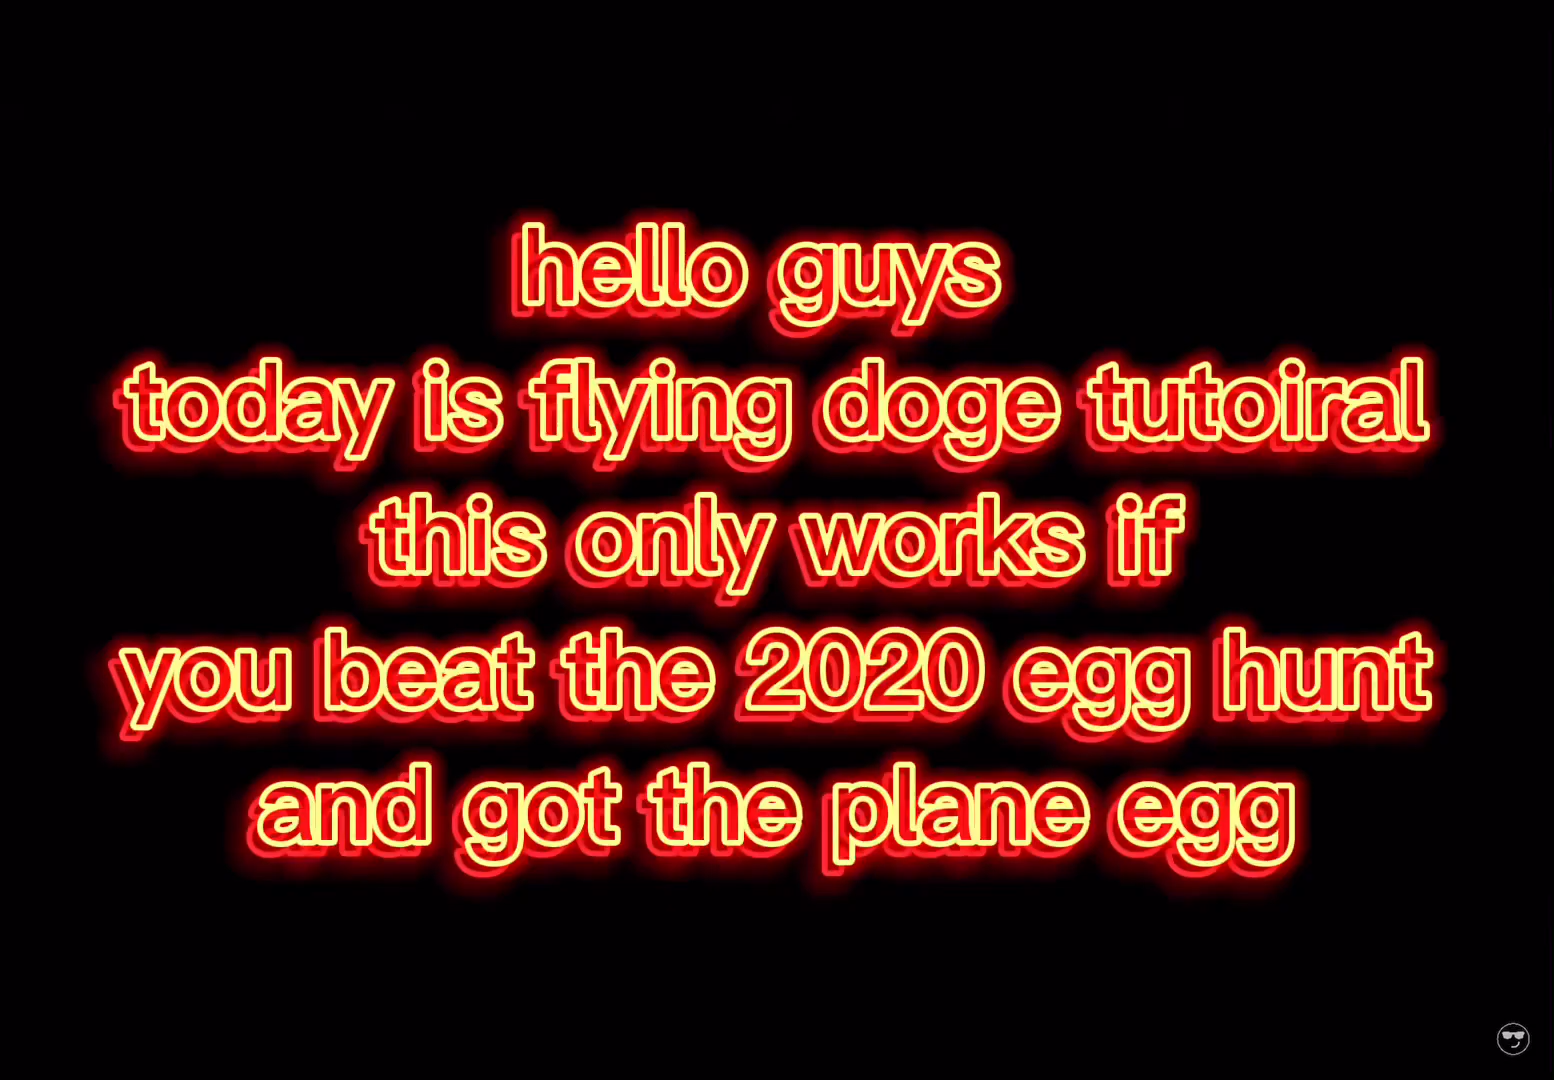 hello guys
today is flying doge tutoiral
this only works if
you beat the 2020 egg hunt
and got the plane egg